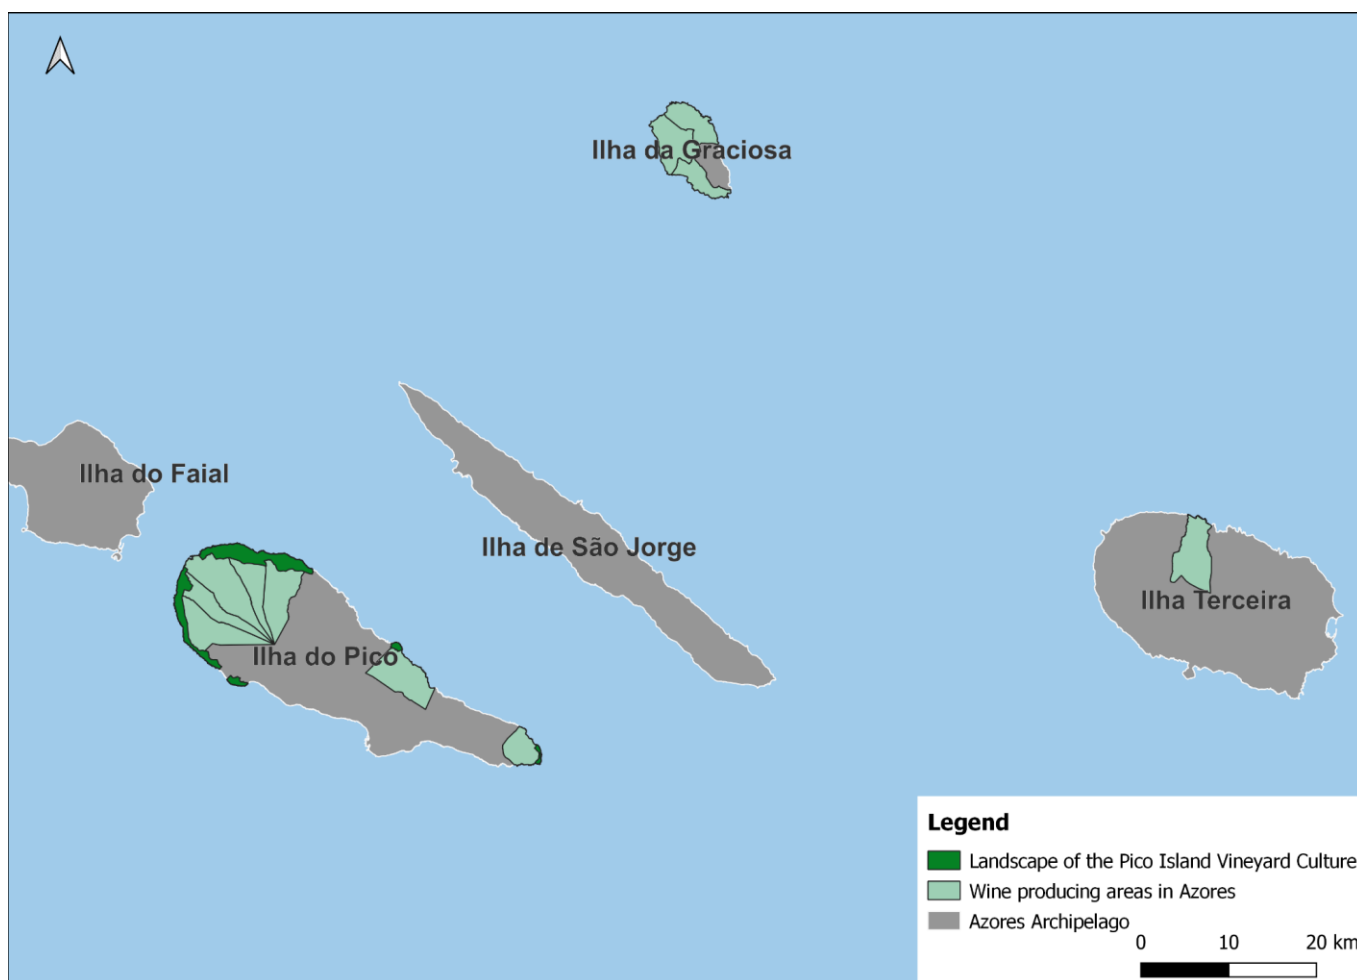 Ilha da Graciosa
Ilha do Faial
Ilha de São Jorge
Ilha Terceira
Ilha do Pico
Legend
Landscape of the Pico Island Vineyard Culture
Wine producing areas in Azores
Azores Archipelago
0 10 20 km